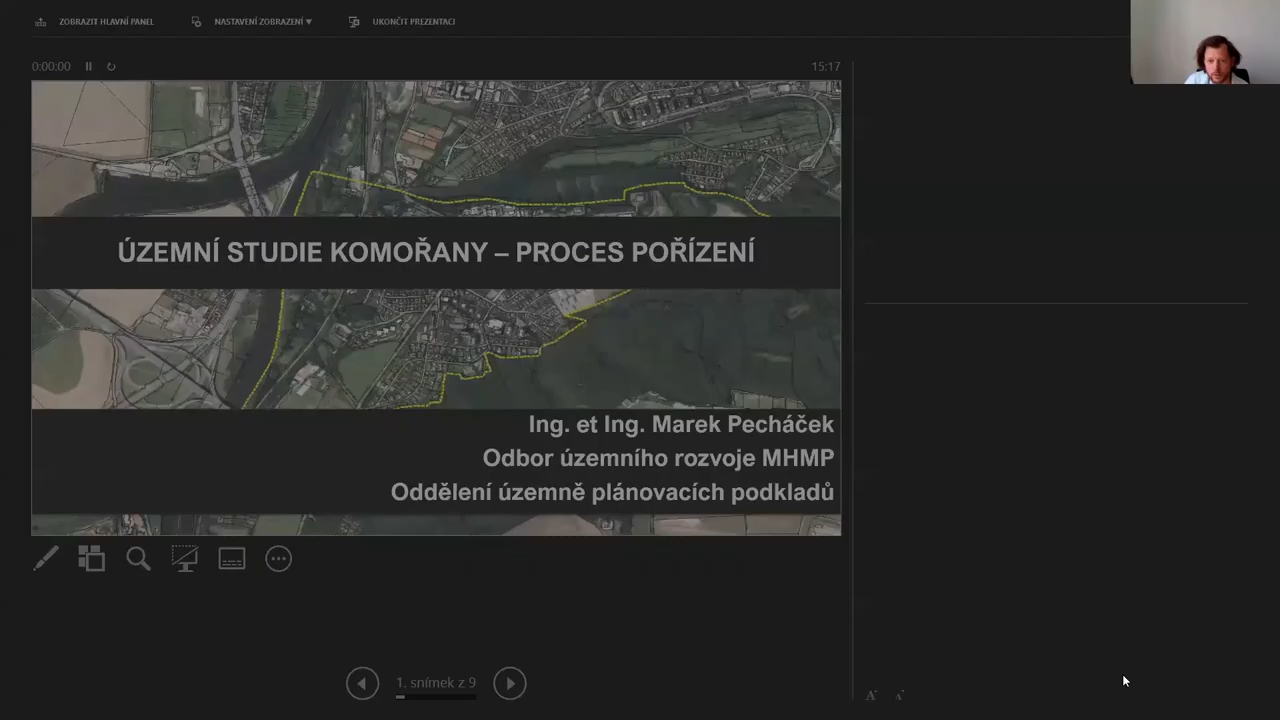 ZOBRAZIT HLAVNÍ PANEL
NASTAVENÍ ZOBRAZENÍ ▼
UKONČIT PREZENTACI
0:00:00
15:17
ÚZEMNÍ STUDIE KOMOŘANY – PROCES POŘÍZENÍ
Ing. et Ing. Marek Pecháček
Odbor územního rozvoje MHMP
Oddělení územně plánovacích podkladů
1. snímek z 9
A A